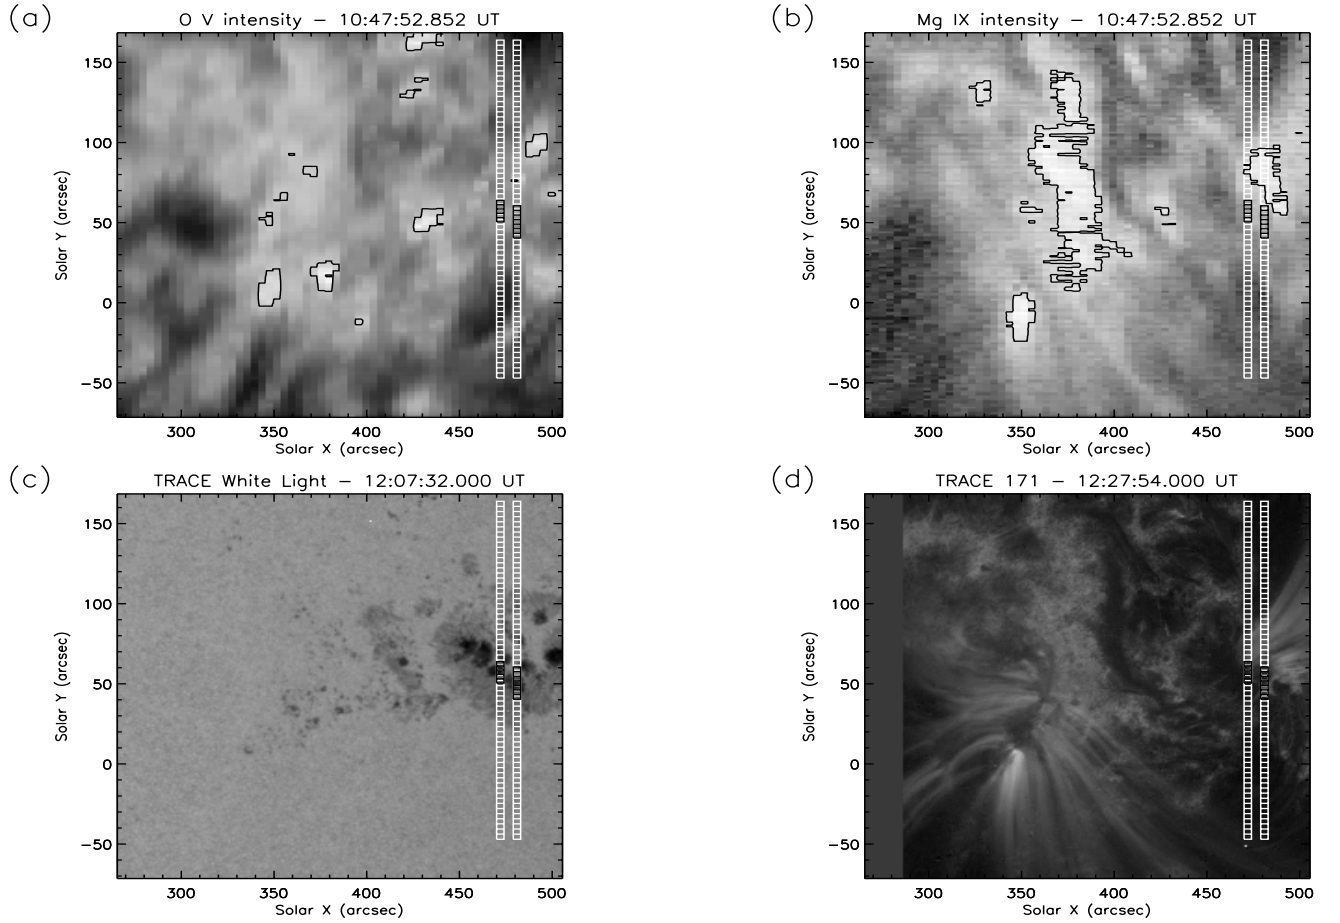 (a)
O V intensity − 10:47:52.852 UT
150
100
50
0
−50
Solar Y (arcsec)
300 350 400 450 500
Solar X (arcsec)
(b)
Mg IX intensity − 10:47:52.852 UT
150
100
50
0
−50
Solar Y (arcsec)
300 350 400 450 500
Solar X (arcsec)
(c)
TRACE White Light − 12:07:32.000 UT
150
100
50
0
−50
Solar Y (arcsec)
300 350 400 450 500
Solar X (arcsec)
(d)
TRACE 171 − 12:27:54.000 UT
150
100
50
0
−50
Solar Y (arcsec)
300 350 400 450 500
Solar X (arcsec)